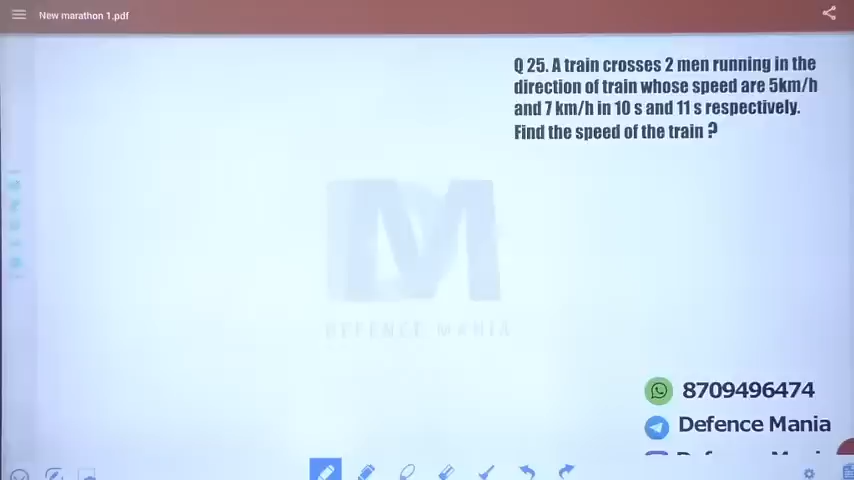 New marathon 1.pdf
Q 25. A train crosses 2 men running in the
direction of train whose speed are 5km/h
and 7 km/h in 10 s and 11 s respectively.
Find the speed of the train ?
DEFENCE MANIA
8709496474
Defence Mania